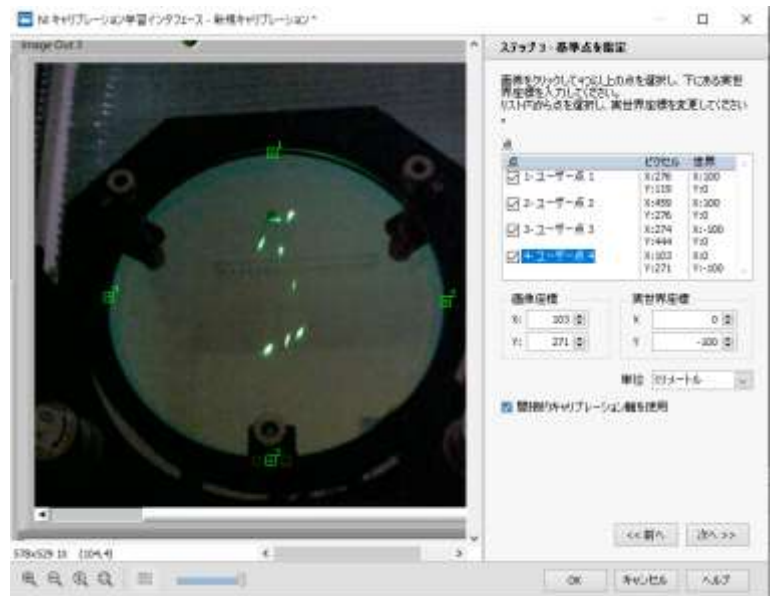 NI キャリブレーション学習インタフェース - 新規キャリブレーション *
Image Out 3
ステップ 3 - 基準点を指定
画像をクリックして4つ以上の点を選択し、下にある実世
界座標を入力してください。
リスト内から点を選択し、実世界座標を変更してください
。
点
点 ピクセル 世界
1- ユーザー点 1 X:276 X:100
Y:119 Y:0
2- ユーザー点 2 X:459 X:100
Y:276 Y:0
3- ユーザー点 3 X:274 X:-100
Y:444 Y:0
4- ユーザー点 4 X:103 X:0
Y:271 Y:-100
画像座標 実世界座標
X: 103 X 0
Y: 271 Y -100
単位 ミリメートル
間接的キャリブレーション軸を使用
<< 前へ 次へ >>
578x529 1X (104,4)
OK キャンセル ヘルプ